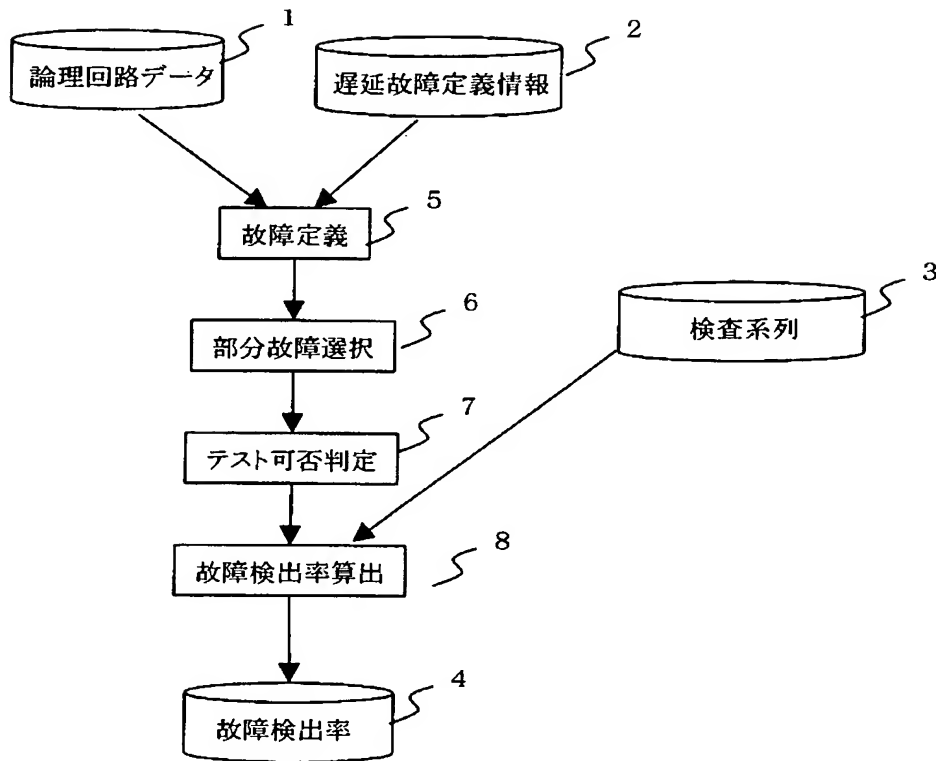 1
論理回路データ
2
遅延故障定義情報
5
故障定義
6
部分故障選択
3
検査系列
7
テスト可否判定
8
故障検出率算出
4
故障検出率